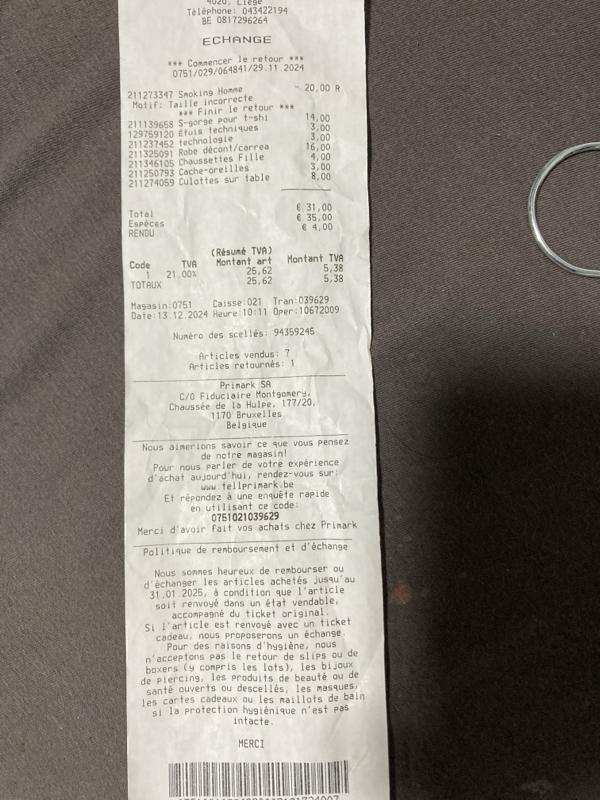 4020, Liège
Téléphone: 043422194
BE 0817296264
ECHANGE
*** Commencer le retour ***
0751/029/064841/29.11.2024
211273347 Smoking Homme - 20,00 R
Motif: Taille incorrecte
*** Finir le retour ***
211139658 S-gorge pour t-shi 14,00
129759120 Étuis techniques 3,00
211237452 technologie 3,00
211325091 Robe décont/carrea 16,00
211346105 Chaussettes Fille 4,00
211250793 Cache-oreilles 3,00
211274059 Culottes sur table 8,00
Total € 31,00
Espèces € 35,00
RENDU € 4,00
(Résumé TVA)
Code TVA Montant art Montant TVA
1 21,00% 25,62 5,38
TOTAUX 25,62 5,38
Magasin:0751 Caisse:021 Tran:039629
Date:13.12.2024 Heure:10:11 Oper:10672009
Numéro des scellés: 94359245
Articles vendus: 7
Articles retournés: 1
Primark SA
C/O Fiduciaire Montgomery,
Chaussée de la Hulpe, 177/20,
1170 Bruxelles
Belgique
Nous aimerions savoir ce que vous pensez
de notre magasin!
Pour nous parler de votre expérience
d'achat aujourd'hui, rendez-vous sur:
www.tellprimark.be
Et répondez à une enquête rapide
en utilisant ce code:
0751021039629
Merci d'avoir fait vos achats chez Primark
Politique de remboursement et d'échange
Nous sommes heureux de rembourser ou
d'échanger les articles achetés jusqu'au
31.01.2025, à condition que l'article
soit renvoyé dans un état vendable,
accompagné du ticket original.
Si l'article est renvoyé avec un ticket
cadeau, nous proposerons un échange.
Pour des raisons d'hygiène, nous
n'acceptons pas le retour de slips ou de
boxers (y compris les lots), les bijoux
de piercing, les produits de beauté ou de
santé ouverts ou descellés, les masques,
les cartes cadeaux ou les maillots de bain
si la protection hygiénique n'est pas
intacte.
MERCI